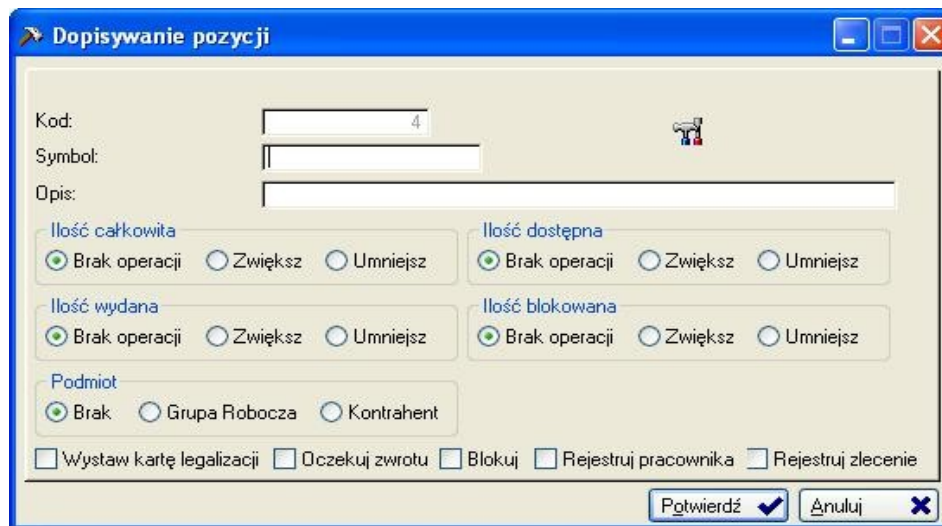 Dopisywanie pozycji
Kod: 4
Symbol:
Opis:
Ilość całkowita Ilość dostępna
Brak operacji Zwiększ Umniejsz Brak operacji Zwiększ Umniejsz
Ilość wydana Ilość blokowana
Brak operacji Zwiększ Umniejsz Brak operacji Zwiększ Umniejsz
Podmiot
Brak Grupa Robocza Kontrahent
Wystaw kartę legalizacji Oczekuj zwrotu Blokuj Rejestruj pracownika Rejestruj zlecenie
Potwierdź Anuluj